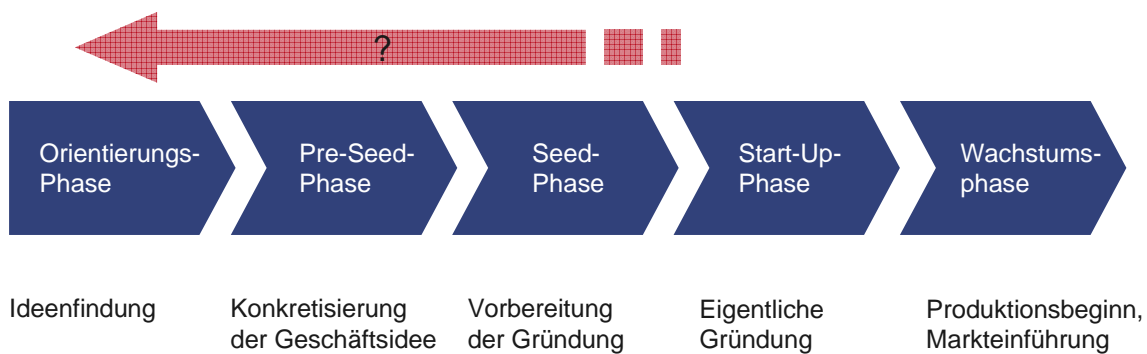 ?
Orientierungs-
Phase
Pre-Seed-
Phase
Seed-
Phase
Start-Up-
Phase
Wachstums-
phase
Ideenfindung
Konkretisierung
der Geschäftsidee
Vorbereitung
der Gründung
Eigentliche
Gründung
Produktionsbeginn,
Markteinführung